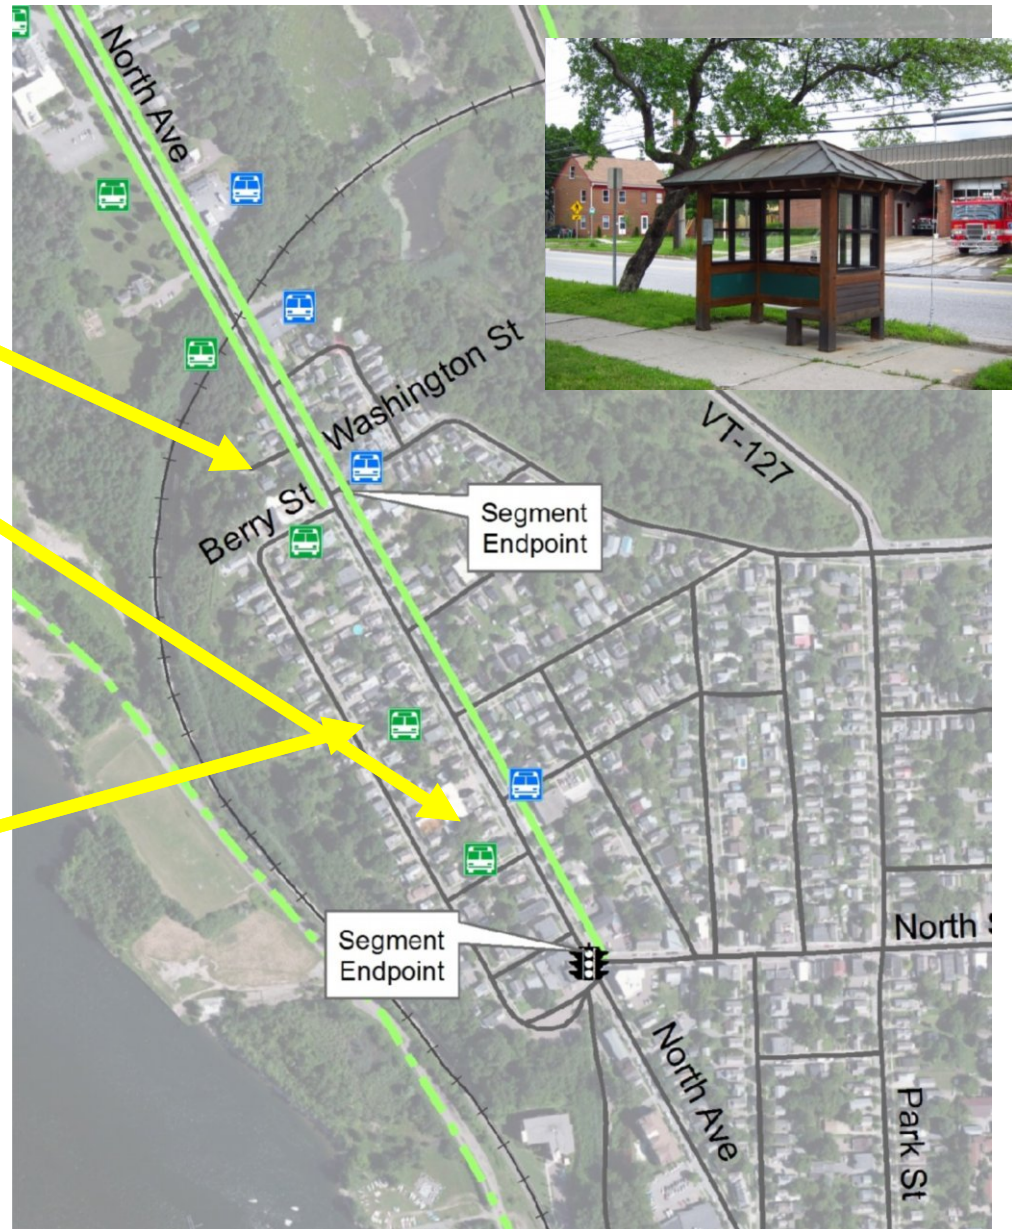 North Ave
Washington St
VT-127
Berry St
Segment
Endpoint
Segment
Endpoint
North
North Ave
Park St